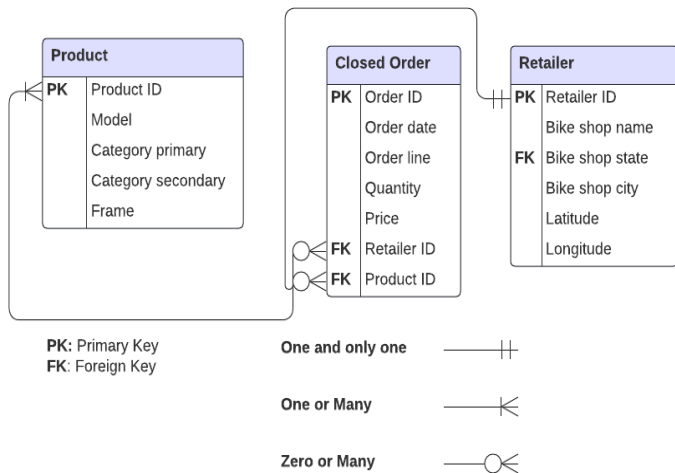 Product
PK Product ID
Model
Category primary
Category secondary
Frame
Closed Order
PK Order ID
Order date
Order line
Quantity
Price
FK Retailer ID
FK Product ID
Retailer
PK Retailer ID
Bike shop name
FK Bike shop state
Bike shop city
Latitude
Longitude
PK: Primary Key
FK: Foreign Key
One and only one
One or Many
Zero or Many